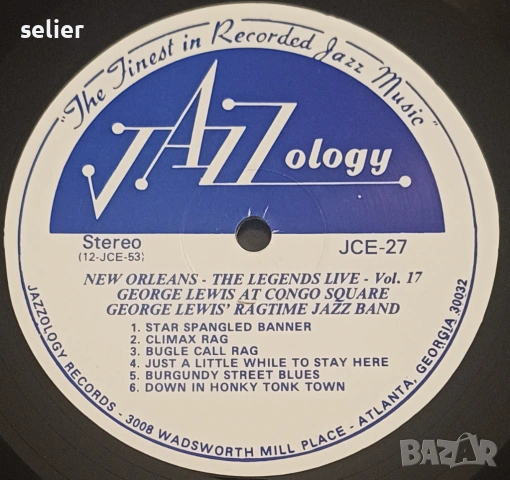 selier
"The Finest in Recorded Jazz Music"
JAZZology
Stereo
(12-JCE-53)
JCE-27
NEW ORLEANS - THE LEGENDS LIVE - Vol. 17
GEORGE LEWIS AT CONGO SQUARE
GEORGE LEWIS' RAGTIME JAZZ BAND
1. STAR SPANGLED BANNER
2. CLIMAX RAG
3. BUGLE CALL RAG
4. JUST A LITTLE WHILE TO STAY HERE
5. BURGUNDY STREET BLUES
6. DOWN IN HONKY TONK TOWN
JAZZOLOGY RECORDS - 3008 WADSWORTH MILL PLACE - ATLANTA, GEORGIA 30032
BAZAR